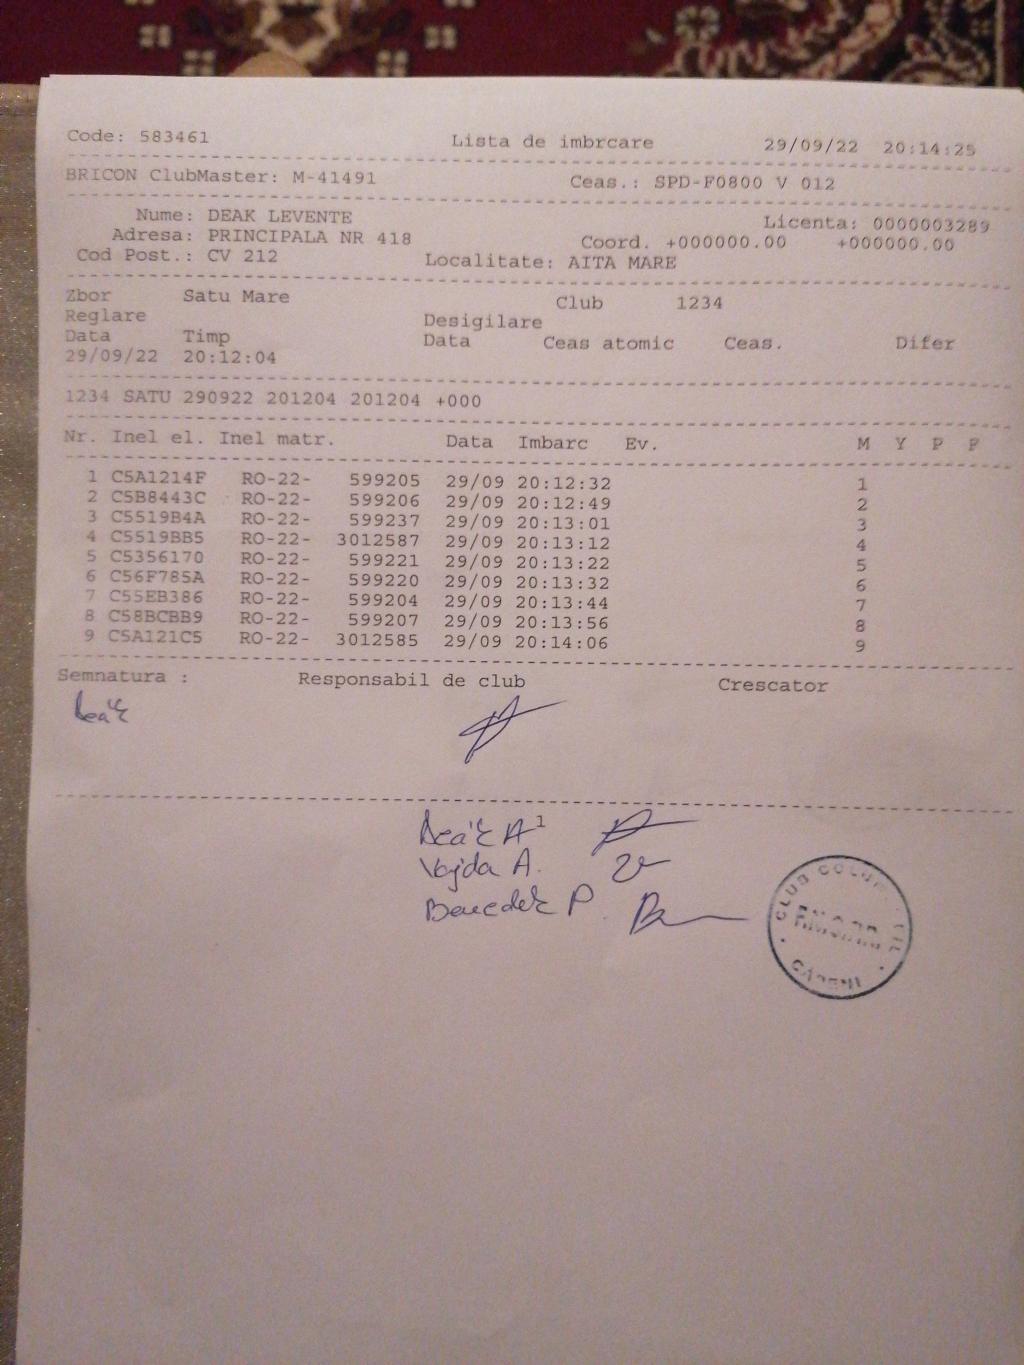 Code: 583461 Lista de imbrcare 29/09/22 20:14:25
BRICON ClubMaster: M-41491 Ceas.: SPD-F0800 V 012
Nume: DEAK LEVENTE Licenta: 0000003289
Adresa: PRINCIPALA NR 418 Coord. +000000.00 +000000.00
Cod Post.: CV 212 Localitate: AITA MARE
Zbor Satu Mare Club 1234
Reglare Desigilare
Data Timp Data Ceas atomic Ceas. Difer
29/09/22 20:12:04
1234 SATU 290922 201204 201204 +000
Nr. Inel el. Inel matr. Data Imbarc Ev. M Y P F
1 C5A1214F RO-22- 599205 29/09 20:12:32 1
2 C5B8443C RO-22- 599206 29/09 20:12:49 2
3 C5519B4A RO-22- 599237 29/09 20:13:01 3
4 C5519BB5 RO-22- 3012587 29/09 20:13:12 4
5 C5356170 RO-22- 599221 29/09 20:13:22 5
6 C56F785A RO-22- 599220 29/09 20:13:32 6
7 C55EB386 RO-22- 599204 29/09 20:13:44 7
8 C58BCBB9 RO-22- 599207 29/09 20:13:56 8
9 C5A121C5 RO-22- 3012585 29/09 20:14:06 9
Semnatura : Responsabil de club Crescator
Deák
Deák A 1
Vajda A.
Benedek P.
CLUB